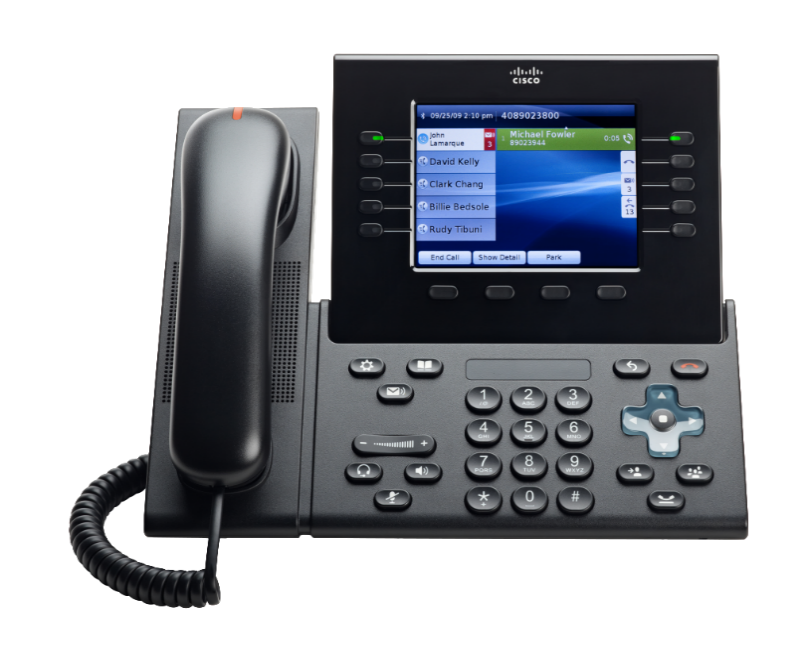 CISCO
09/25/09 2:10 pm 4089023800
John
Lamarque
3
Michael Fowler
89023944
0:05
David Kelly
Clark Chang
3
Billie Bedsole
13
Rudy Tibuni
End Call Show Detail Park
1
2
ABC
3
DEF
4
GHI
5
JKL
6
MNO
7
PQRS
8
TUV
9
WXYZ
*
+
0
#